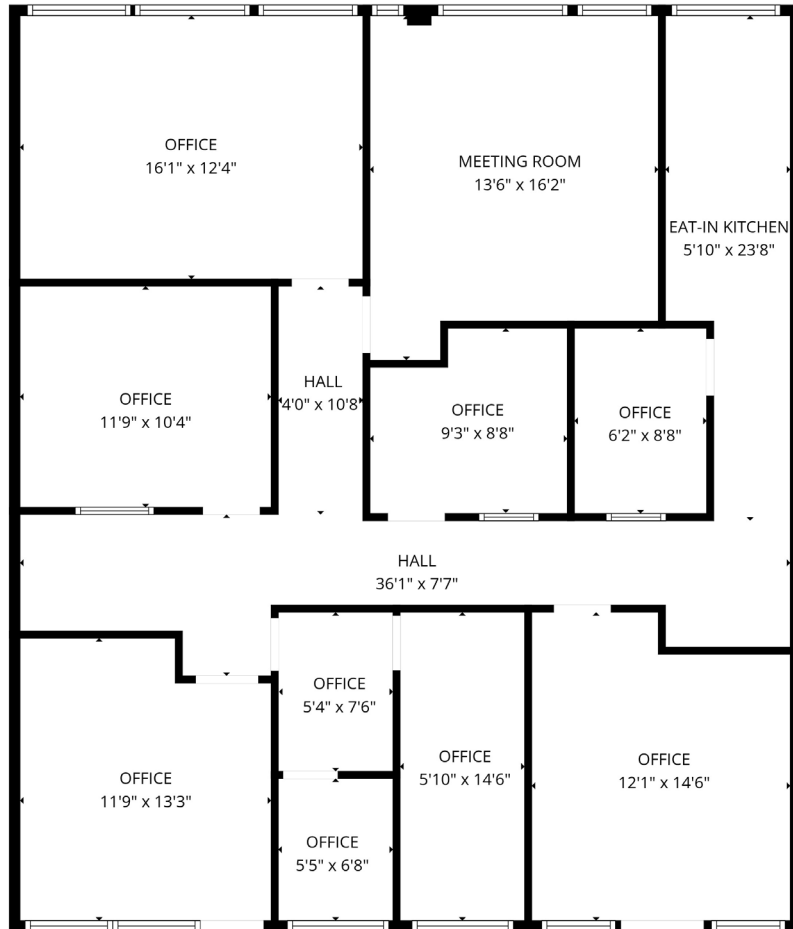 OFFICE
16'1" x 12'4"
MEETING ROOM
13'6" x 16'2"
EAT-IN KITCHEN
5'10" x 23'8"
OFFICE
11'9" x 10'4"
HALL
4'0" x 10'8
OFFICE
9'3" x 8'8"
OFFICE
6'2" x 8'8"
HALL
36'1" x 7'7"
OFFICE
5'4" x 7'6"
OFFICE
11'9" x 13'3"
OFFICE
5'5" x 6'8"
OFFICE
5'10" x 14'6"
OFFICE
12'1" x 14'6"